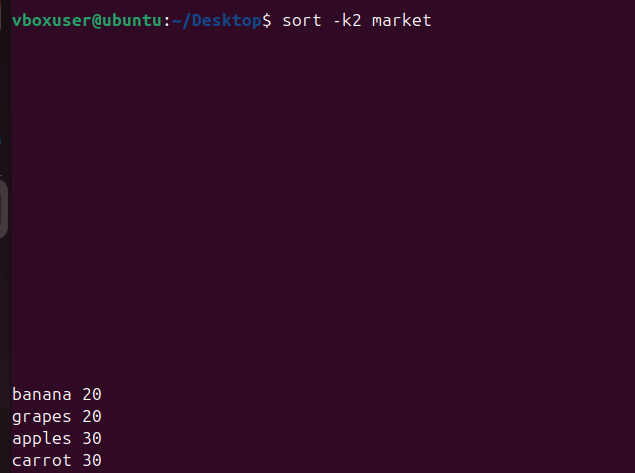 vboxuser@ubuntu:~/Desktop$ sort -k2 market
banana 20
grapes 20
apples 30
carrot 30